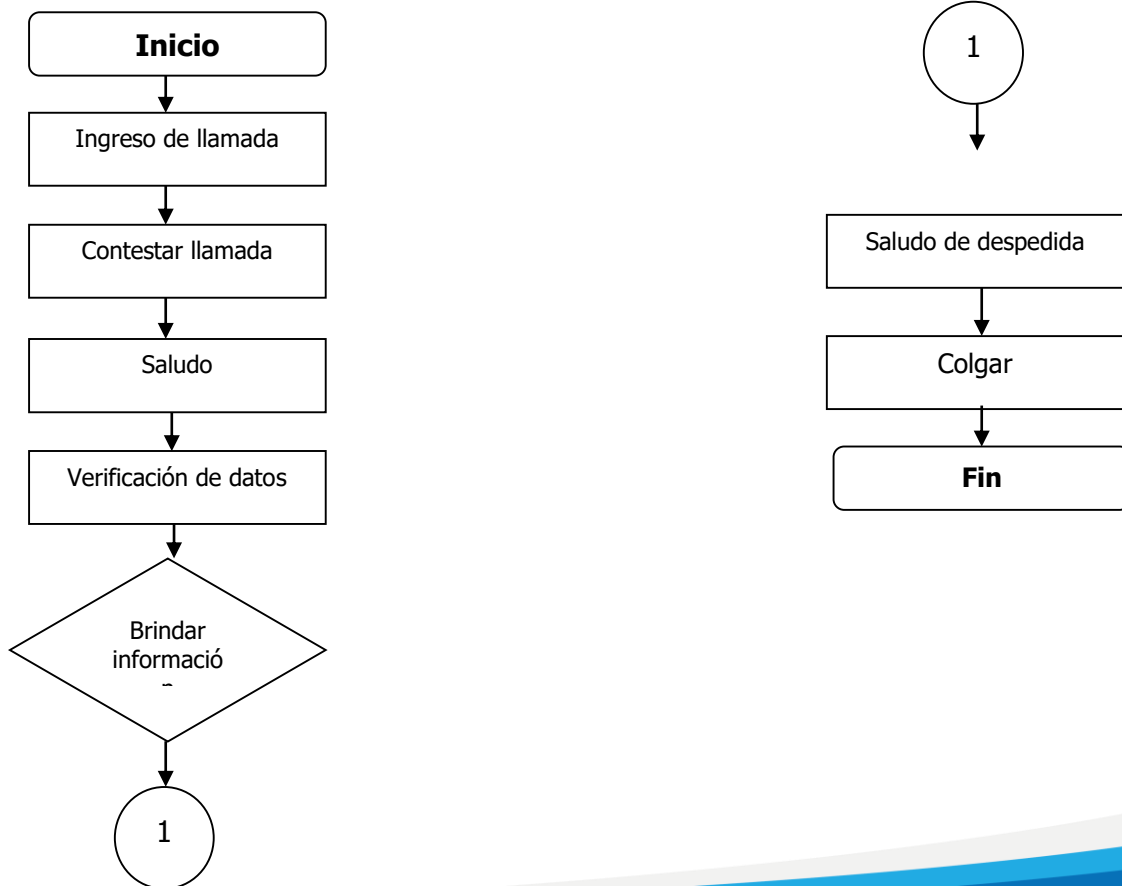 Inicio
Ingreso de llamada
Contestar llamada
Saludo
Verificación de datos
Brindar
informació
n
1
1
Saludo de despedida
Colgar
Fin